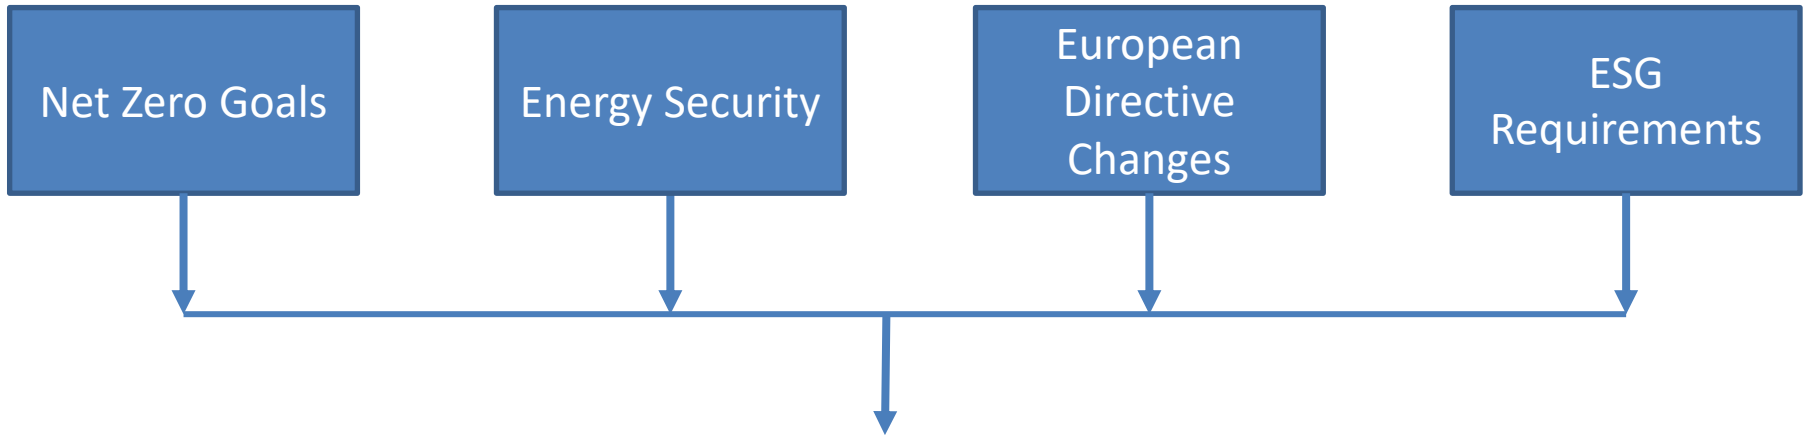 Net Zero Goals
Energy Security
European
Directive
Changes
ESG
Requirements